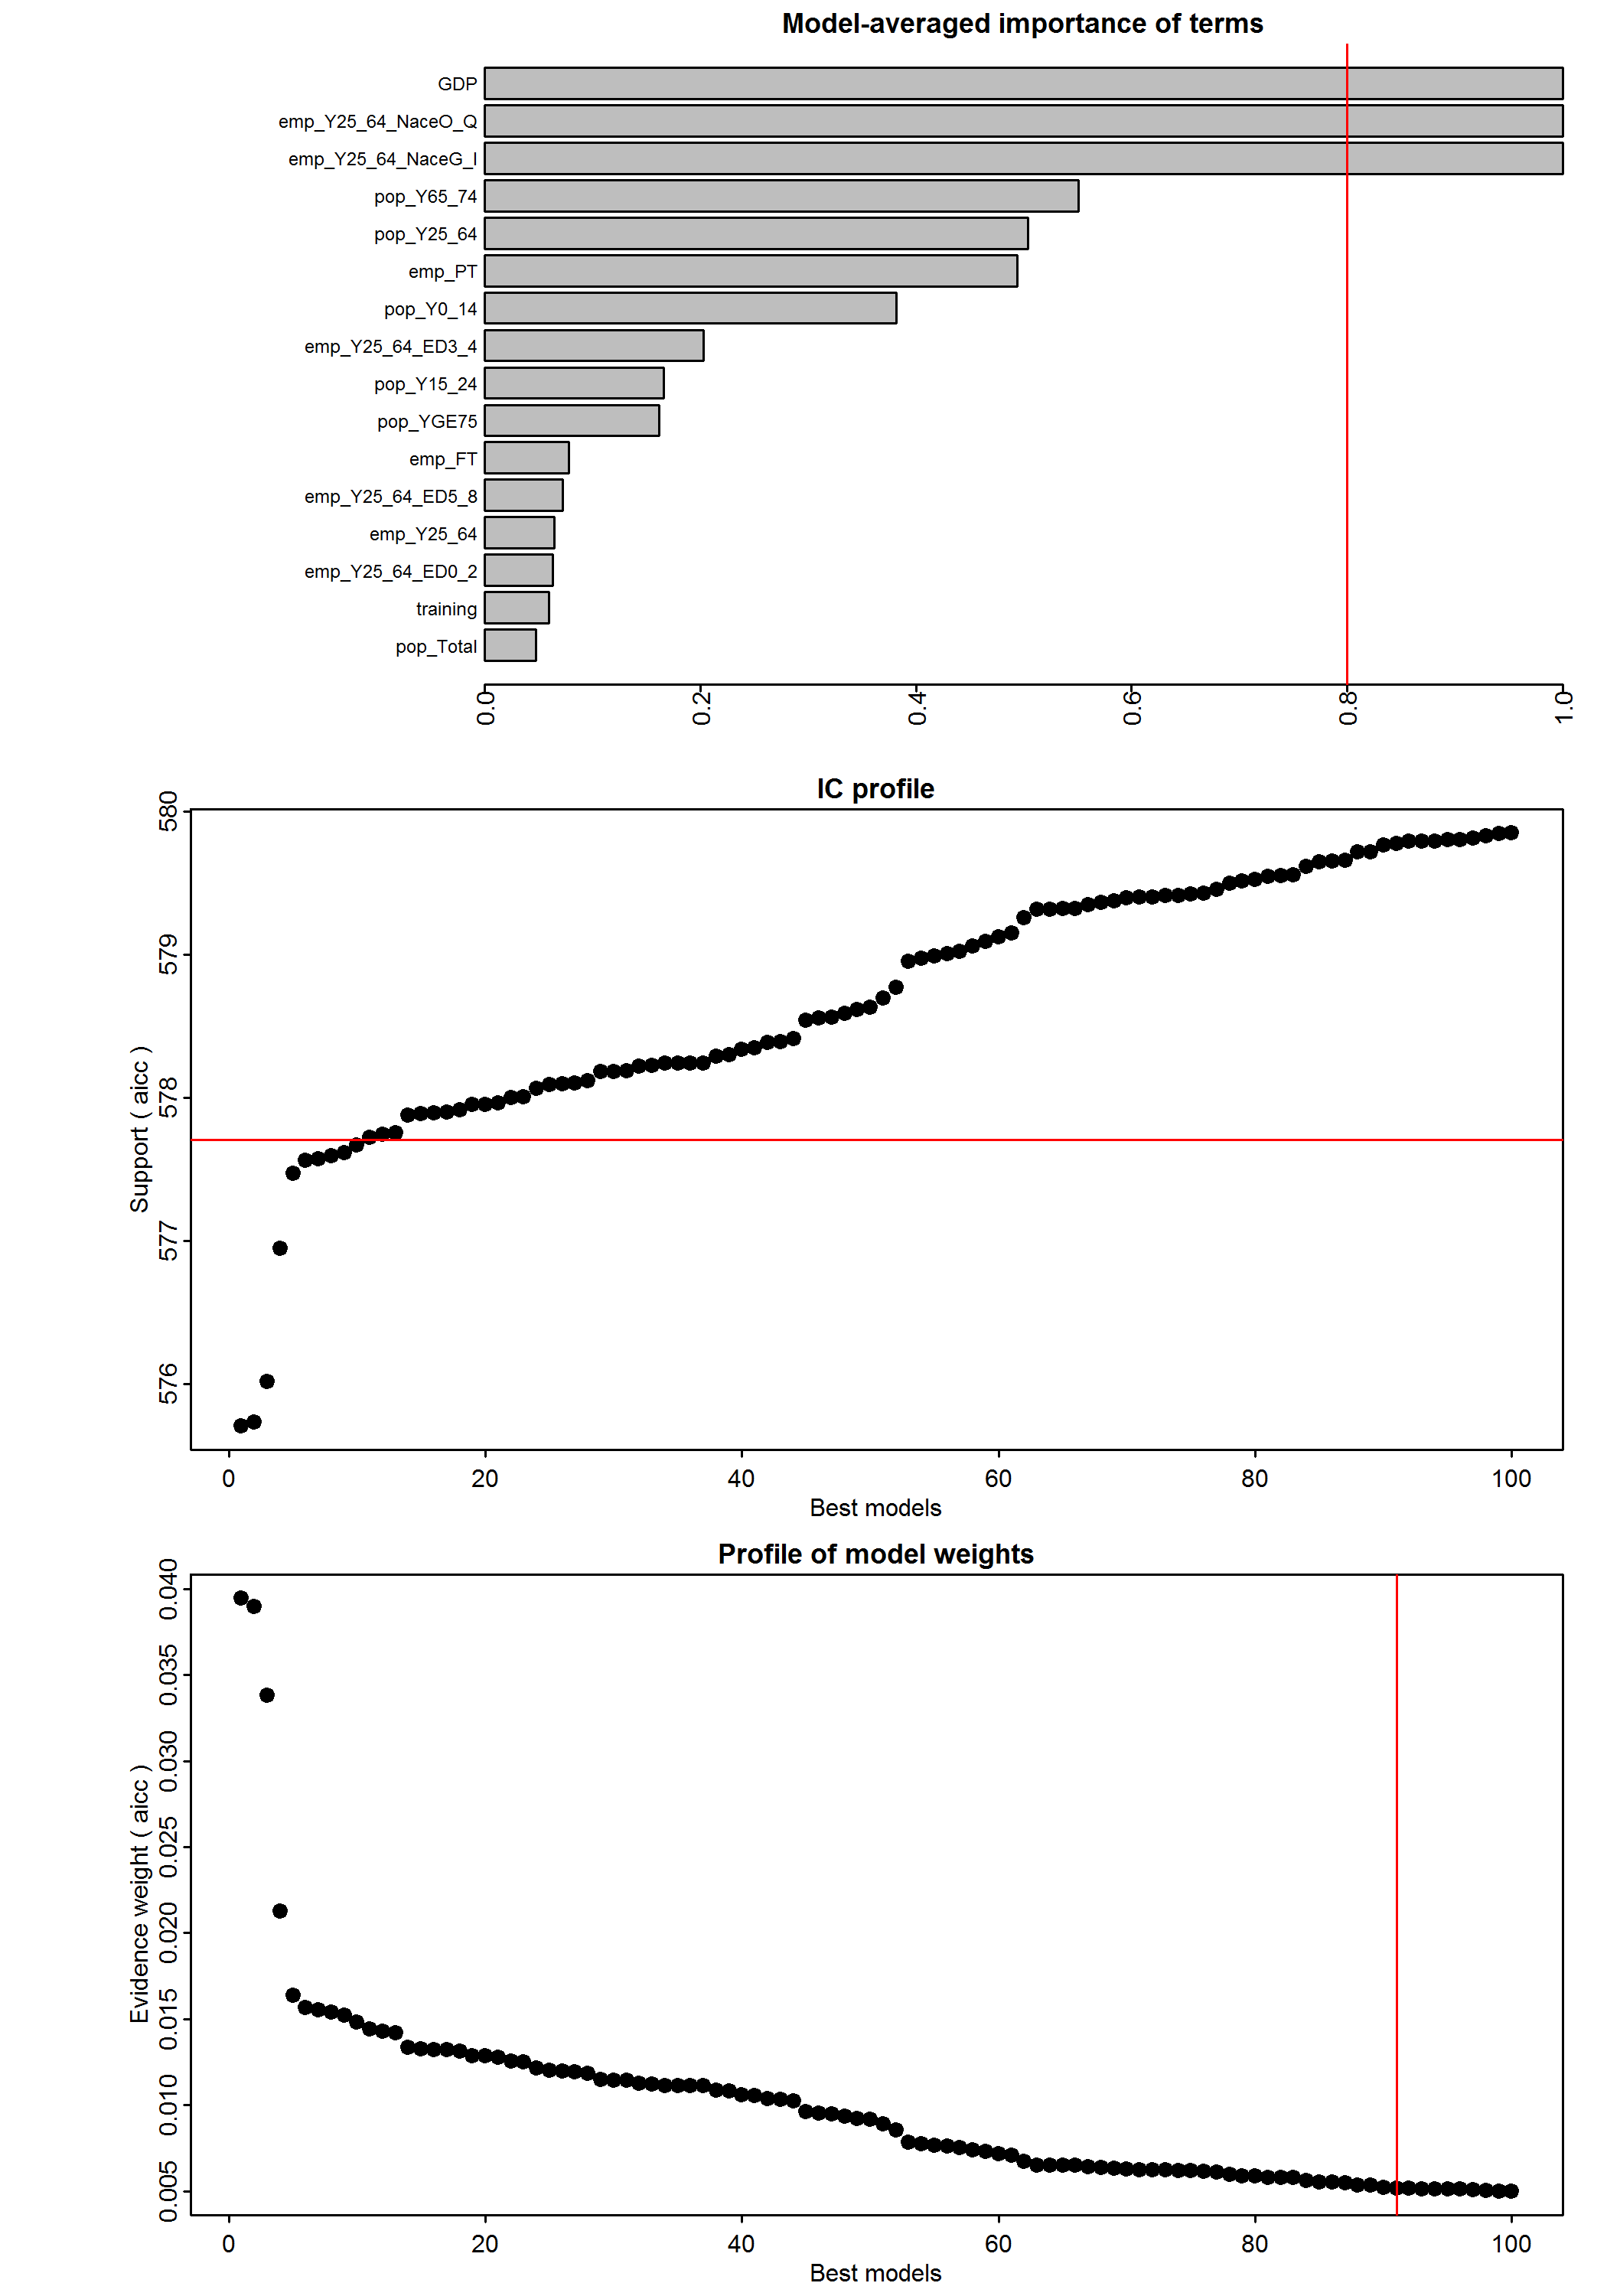 Model-averaged importance of terms
GDP
emp_Y25_64_NaceO_Q
emp_Y25_64_NaceG_I
pop_Y65_74
pop_Y25_64
emp_PT
pop_Y0_14
emp_Y25_64_ED3_4
pop_Y15_24
pop_YGE75
emp_FT
emp_Y25_64_ED5_8
emp_Y25_64
emp_Y25_64_ED0_2
training
pop_Total
0.0 0.2 0.4 0.6 0.8 1.0
IC profile
Support ( aicc )
580
579
578
577
576
0 20 40 60 80 100
Best models
Profile of model weights
Evidence weight ( aicc )
0.040
0.035
0.030
0.025
0.020
0.015
0.010
0.005
0 20 40 60 80 100
Best models